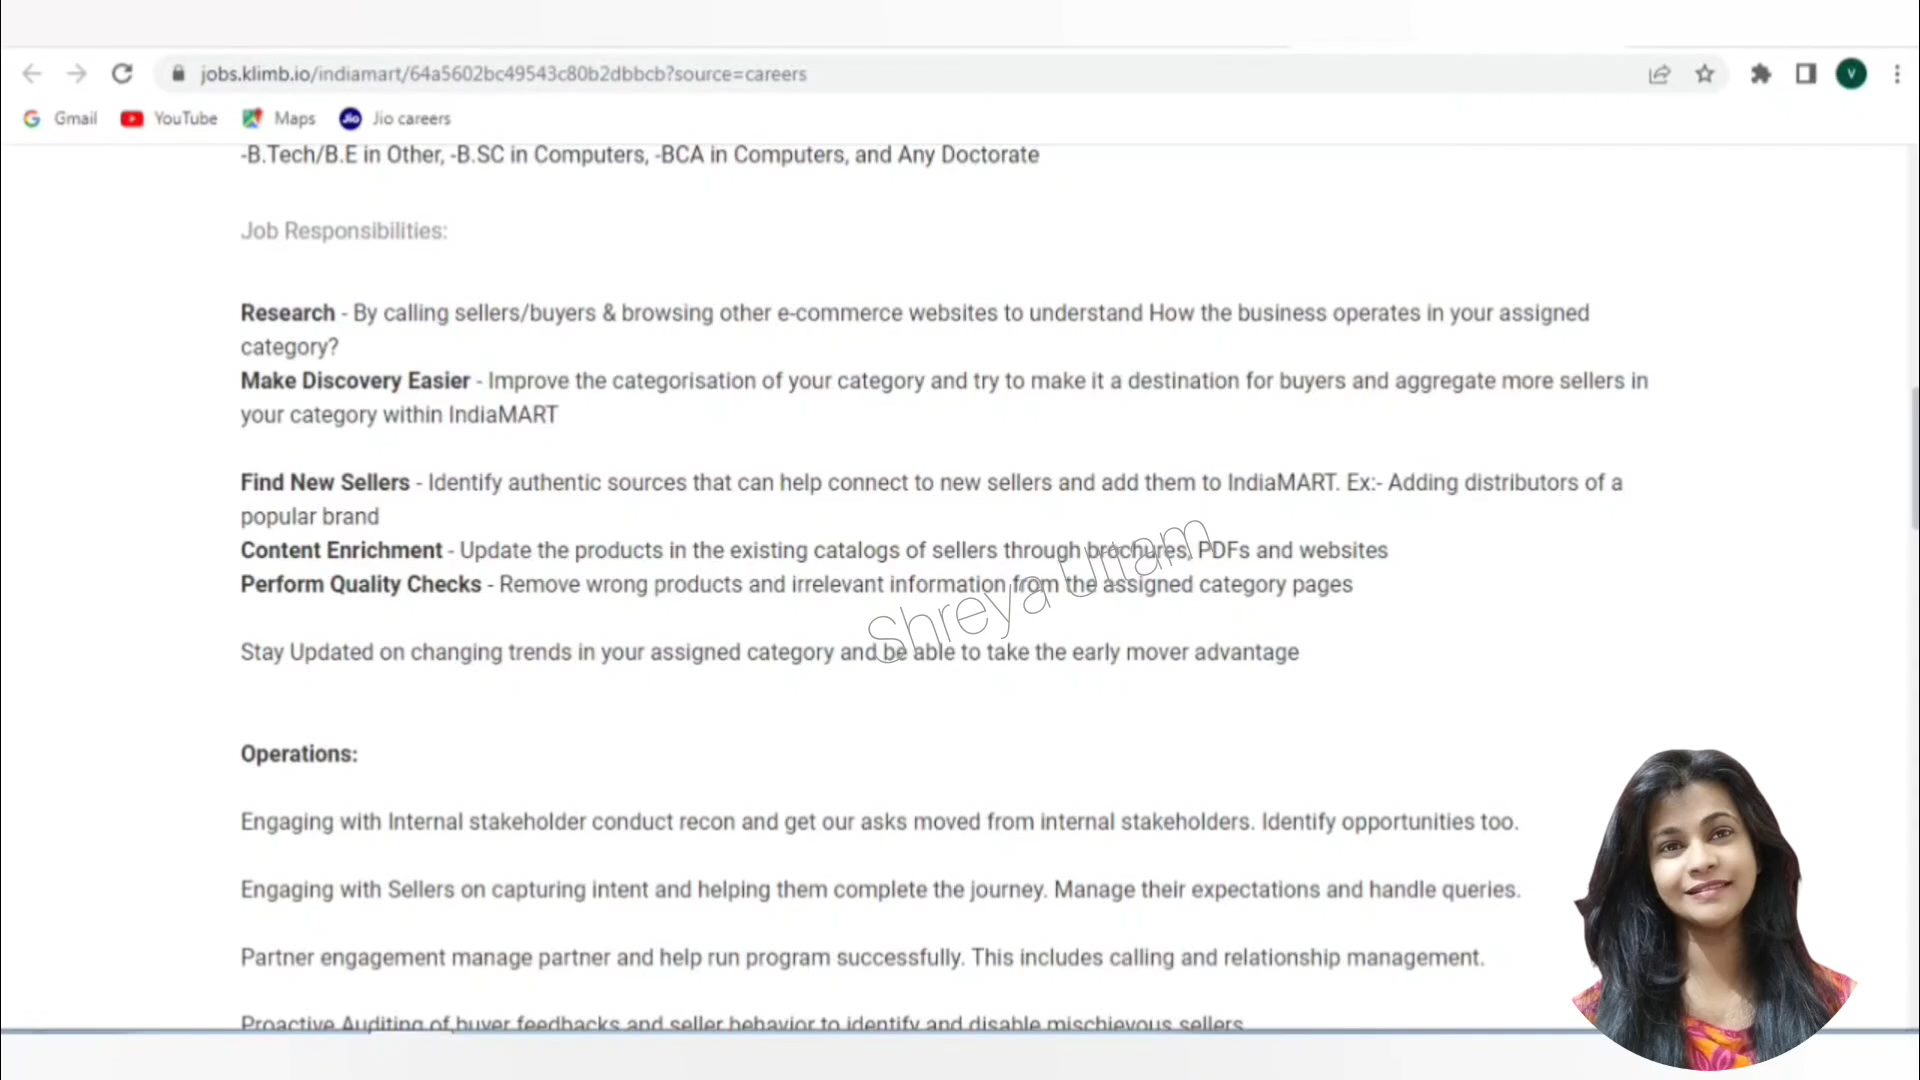 jobs.klimb.io/indiamart/64a5602bc49543c80b2dbbcb?source=careers
V
Gmail YouTube Maps Jio Jio careers
-B.Tech/B.E in Other, -B.SC in Computers, -BCA in Computers, and Any Doctorate
Job Responsibilities:
Research - By calling sellers/buyers & browsing other e-commerce websites to understand How the business operates in your assigned
category?
Make Discovery Easier - Improve the categorisation of your category and try to make it a destination for buyers and aggregate more sellers in
your category within IndiaMART
Find New Sellers - Identify authentic sources that can help connect to new sellers and add them to IndiaMART. Ex:- Adding distributors of a
popular brand
Content Enrichment - Update the products in the existing catalogs of sellers through brochures, PDFs and websites
Perform Quality Checks - Remove wrong products and irrelevant information from the assigned category pages
Shreya Uttam
Stay Updated on changing trends in your assigned category and be able to take the early mover advantage
Operations:
Engaging with Internal stakeholder conduct recon and get our asks moved from internal stakeholders. Identify opportunities too.
Engaging with Sellers on capturing intent and helping them complete the journey. Manage their expectations and handle queries.
Partner engagement manage partner and help run program successfully. This includes calling and relationship management.
Proactive Auditing of buyer feedbacks and seller behavior to identify and disable mischievous sellers